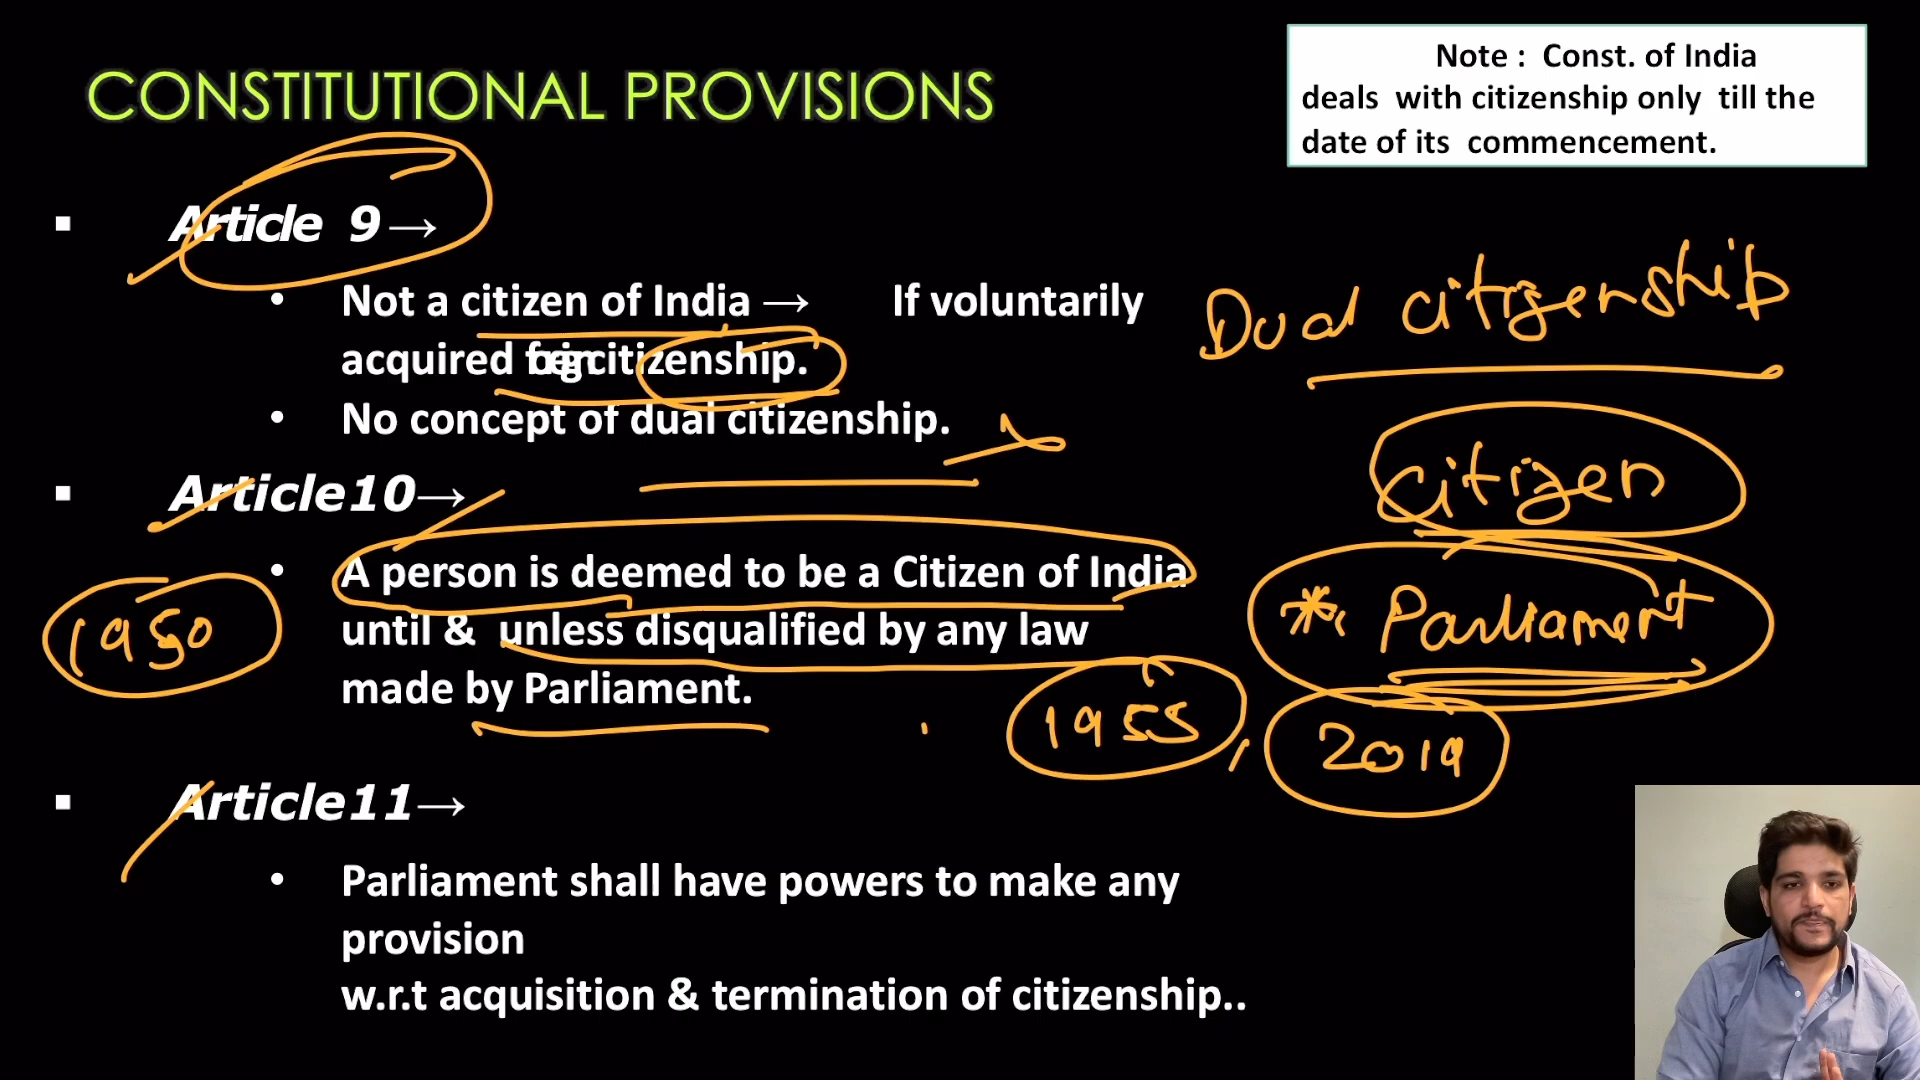 CONSTITUTIONAL PROVISIONS
Note : Const. of India
deals with citizenship only till the
date of its commencement.
▪ Article 9→
• Not a citizen of India → If voluntarily
acquired citizenship.
• No concept of dual citizenship.
▪ Article10→
• A person is deemed to be a Citizen of India
until & unless disqualified by any law
made by Parliament.
▪ Article11→
• Parliament shall have powers to make any
provision
w.r.t acquisition & termination of citizenship..
Dual citizenship
citizen
* Parliament
1950
1955, 2019